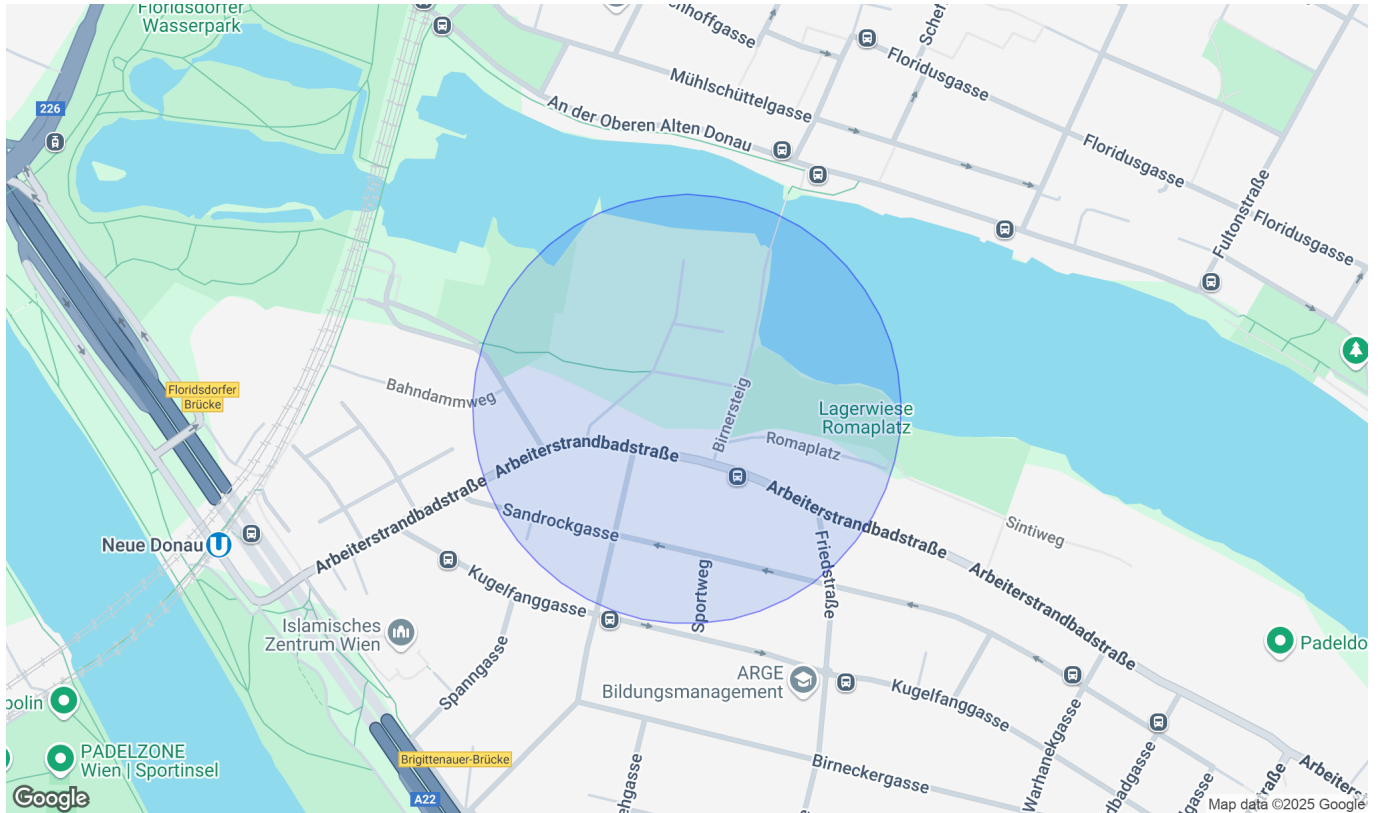 Floridsdorfer
Wasserpark
226
Mühlschüttelgasse
Floridusgasse
An der Oberen Alten Donau
Floridusgasse
Fultonstraße
Floridusgasse
Floridsdorfer
Brücke
Bahndammweg
Birnersteig
Lagerwiese
Romaplatz
Romaplatz
Arbeiterstrandbadstraße
Arbeiterstrandbadstraße
Arbeiterstrandbadstraße
Sandrockgasse
Sintiweg
Neue Donau
U
Friedstraße
Arbeiterstrandbadstraße
Kugelfanggasse
Sportweg
Islamisches
Zentrum Wien
Spanngasse
ARGE
Bildungsmanagement
Kugelfanggasse
Warhanekgasse
PADELZONE
Wien | Sportinsel
Brigittenauer-Brücke
Birneckergasse
A22
Google
Map data ©2025 Google